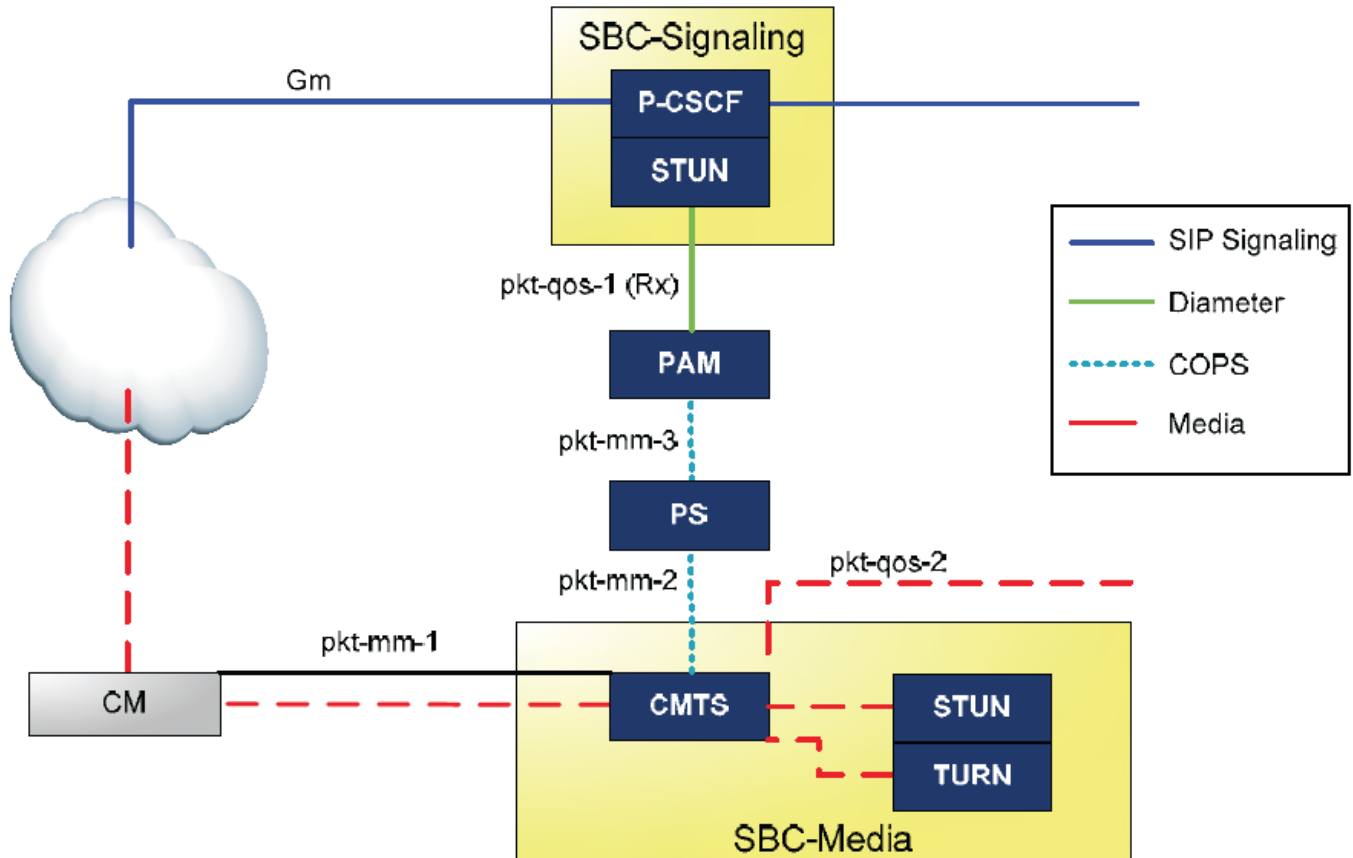 SBC-Signaling
Gm
P-CSCF
STUN
pkt-qos-1 (Rx)
PAM
pkt-mm-3
PS
pkt-mm-2
pkt-qos-2
pkt-mm-1
CM
CMTS
STUN
TURN
SBC-Media
SIP Signaling
Diameter
COPS
Media